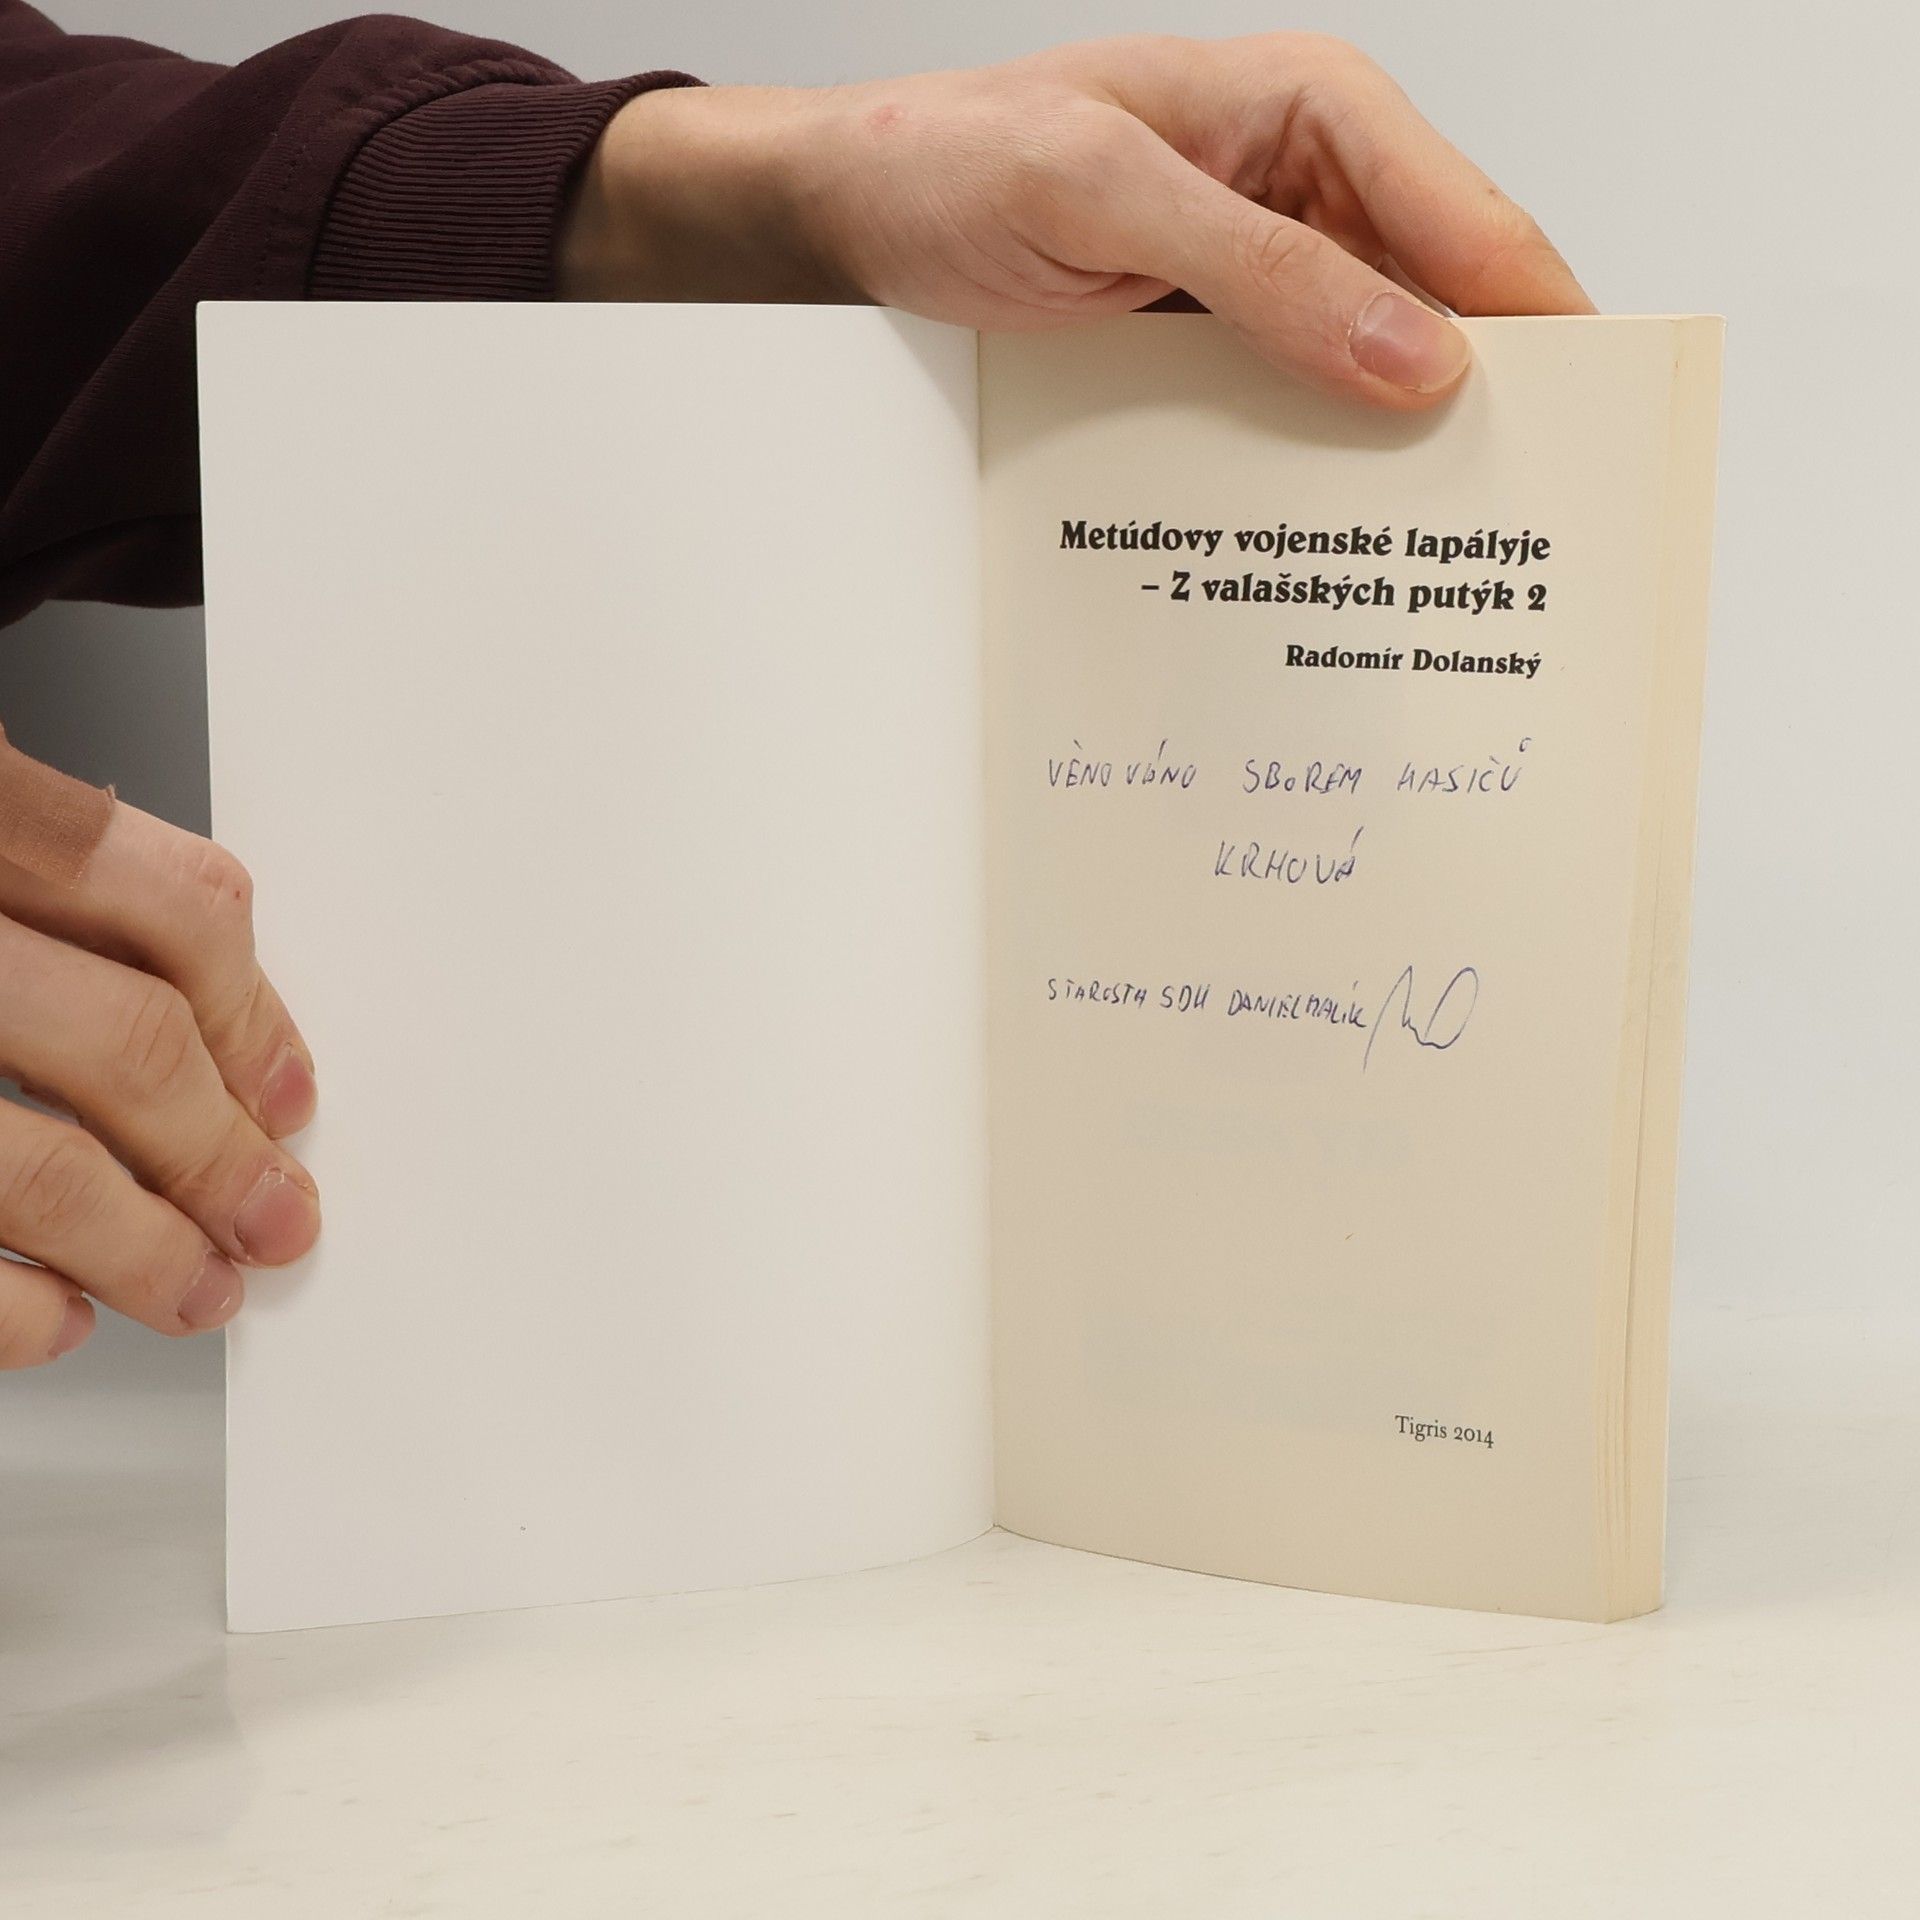 Metúdovy vojenské lapályje
– Z valašských putýk 2
Radomír Dolanský
VĚNOVÁNO SBOREM HASIČŮ
KRHOVÁ
STAROSTA SDH DANIEL MALÍK
Tigris 2014